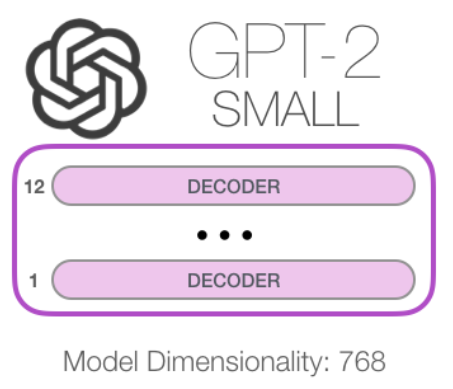 GPT-2
SMALL
12 DECODER
...
1 DECODER
Model Dimensionality: 768